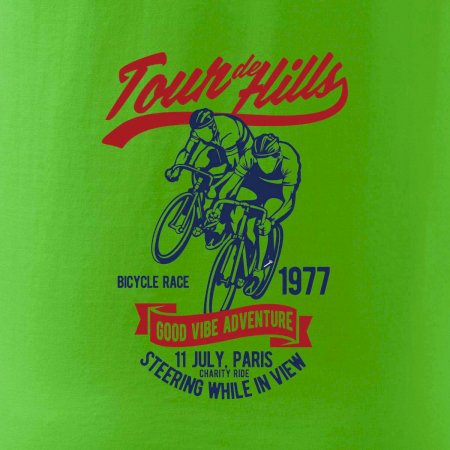 Tour de Hills
BICYCLE RACE 1977
GOOD VIBE ADVENTURE
11 JULY, PARIS
CHARITY RIDE
STEERING WHILE IN VIEW